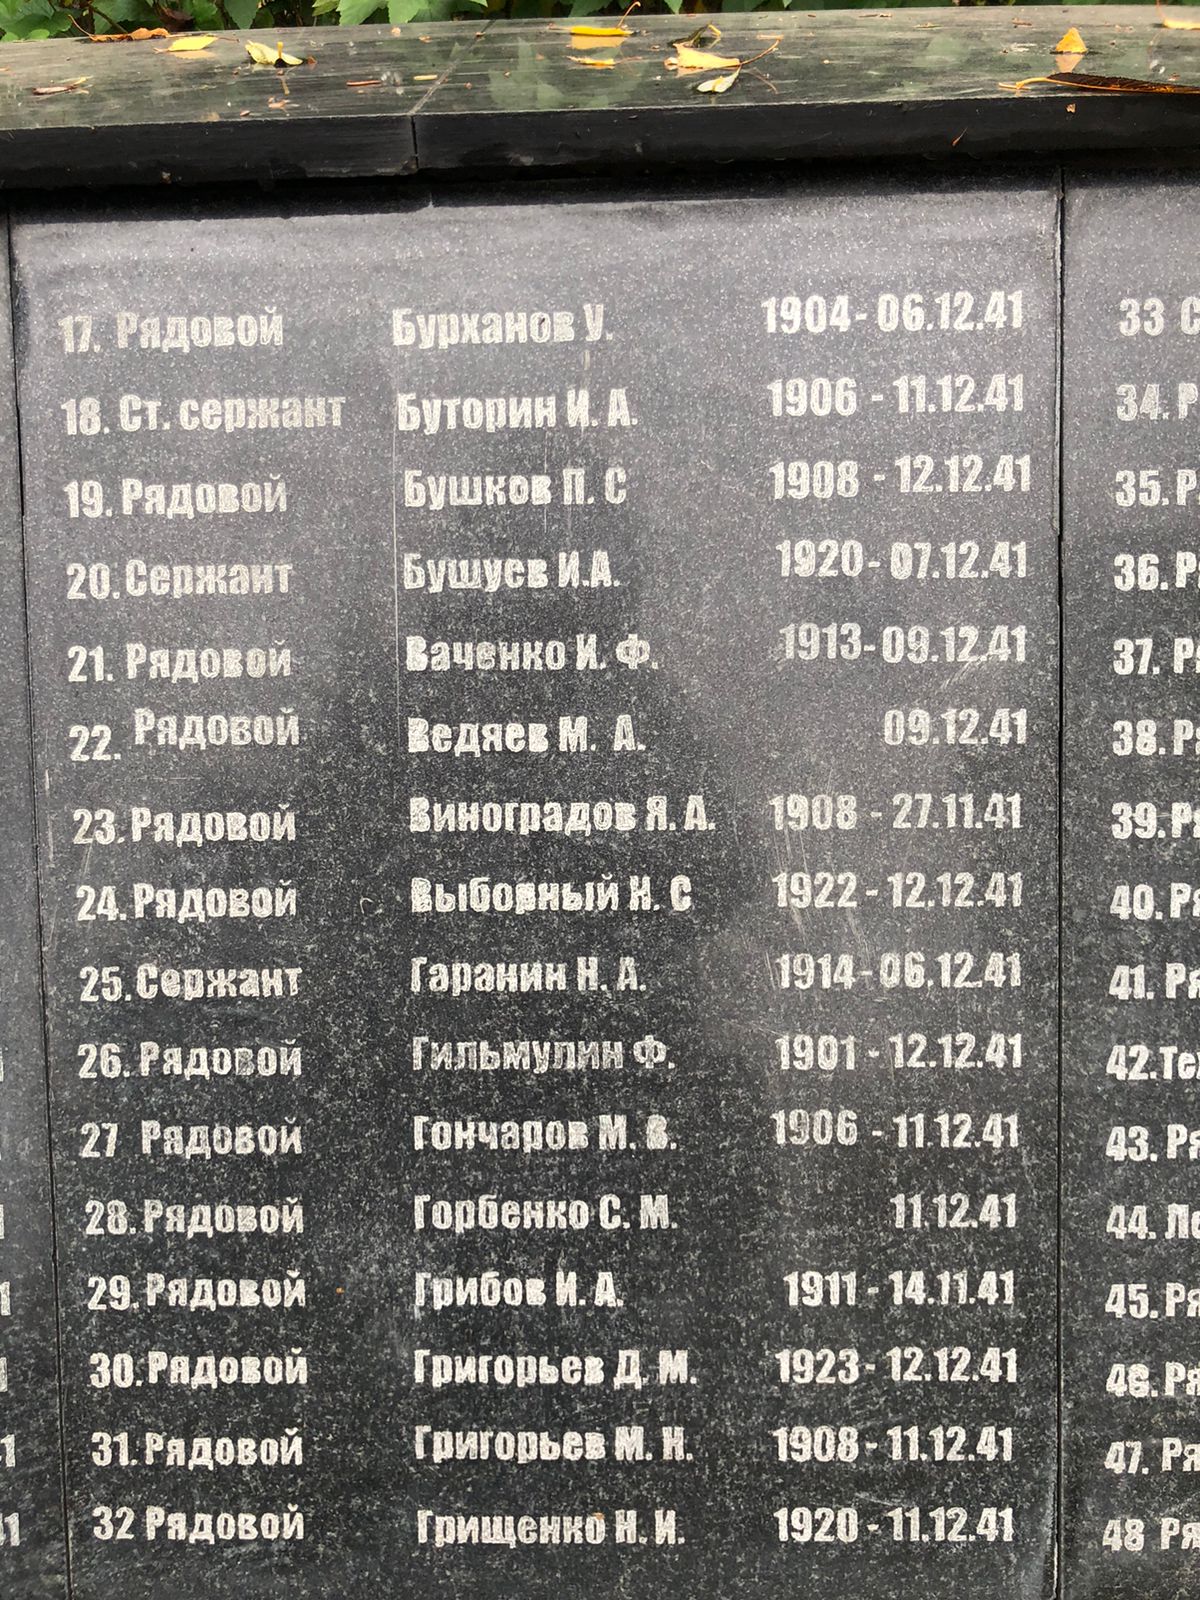 17. Рядовой Бурханов У. 1904 - 06.12.41
18. Ст. сержант Буторин И. А. 1906 - 11.12.41
19. Рядовой Бушков П. С 1908 - 12.12.41
20. Сержант Бушуев И.А. 1920 - 07.12.41
21. Рядовой Ваченко И. Ф. 1913 - 09.12.41
22. Рядовой Ведяев М. А. 09.12.41
23. Рядовой Виноградов Я. А. 1908 - 27.11.41
24. Рядовой Выборный Н. С 1922 - 12.12.41
25. Сержант Гаранин Н. А. 1914 - 06.12.41
26. Рядовой Гильмулин Ф. 1901 - 12.12.41
27 Рядовой Гончаров М. В. 1906 - 11.12.41
28. Рядовой Горбенко С. М. 11.12.41
29. Рядовой Грибов И. А. 1911 - 14.11.41
30. Рядовой Григорьев Д. М. 1923 - 12.12.41
31. Рядовой Григорьев М. Н. 1908 - 11.12.41
32 Рядовой Грищенко Н. И. 1920 - 11.12.41
33
34.
35.
36.
37.
38.
39.
40.
41.
42.
43.
44.
45.
46.
47.
48